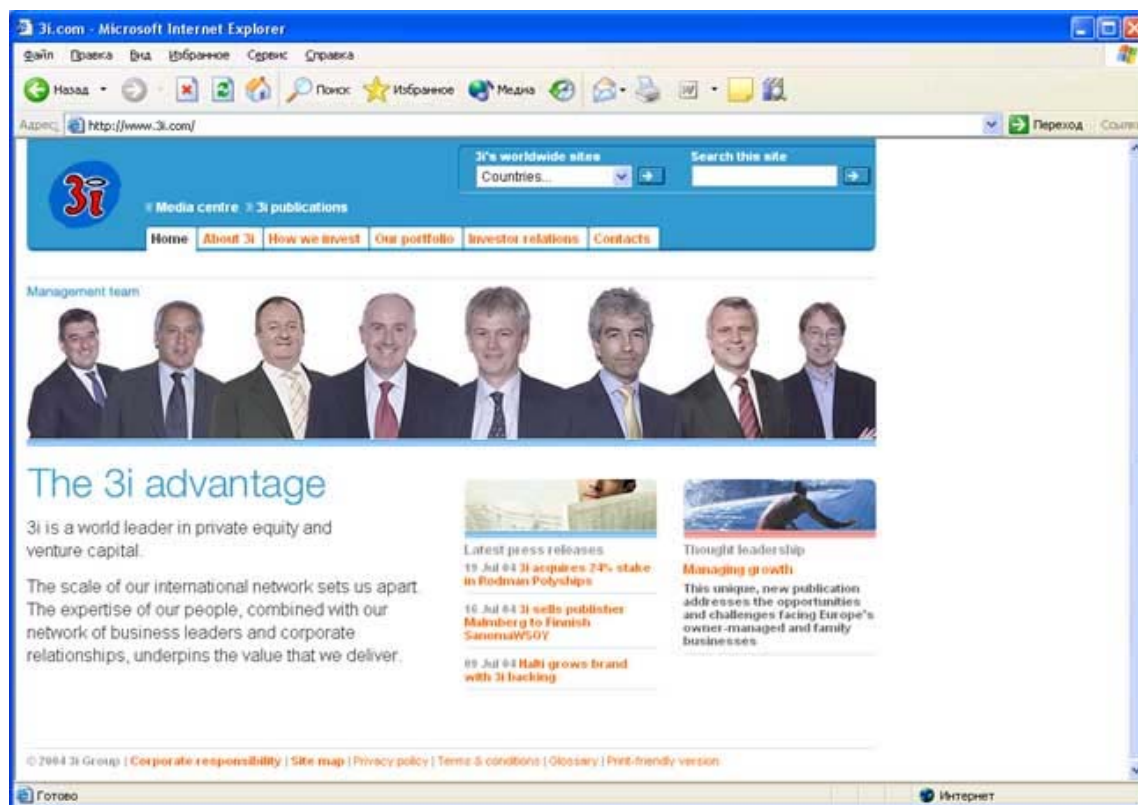 3i.com - Microsoft Internet Explorer
Файл Правка Вид Избранное Сервис Справка
Назад Поиск Избранное Медиа
Адрес: http://www.3i.com/ Переход Ссылки
3i's worldwide sites Search this site
3i Countries...
Media centre 3i publications
Home About 3i How we invest Our portfolio Investor relations Contacts
Management team
The 3i advantage
3i is a world leader in private equity and
venture capital.
The scale of our international network sets us apart.
The expertise of our people, combined with our
network of business leaders and corporate
relationships, underpins the value that we deliver.
Latest press releases
19 Jul 04 3i acquires 24% stake
in Rodman Polyships
16 Jul 04 3i sells publisher
Malmberg to Finnish
SanomaWSOY
09 Jul 04 Halti grows brand
with 3i backing
Thought leadership
Managing growth
This unique, new publication
addresses the opportunities
and challenges facing Europe's
owner-managed and family
businesses
© 2004 3i Group | Corporate responsibility | Site map | Privacy policy | Terms & conditions | Glossary | Print-friendly version
Готово Интернет